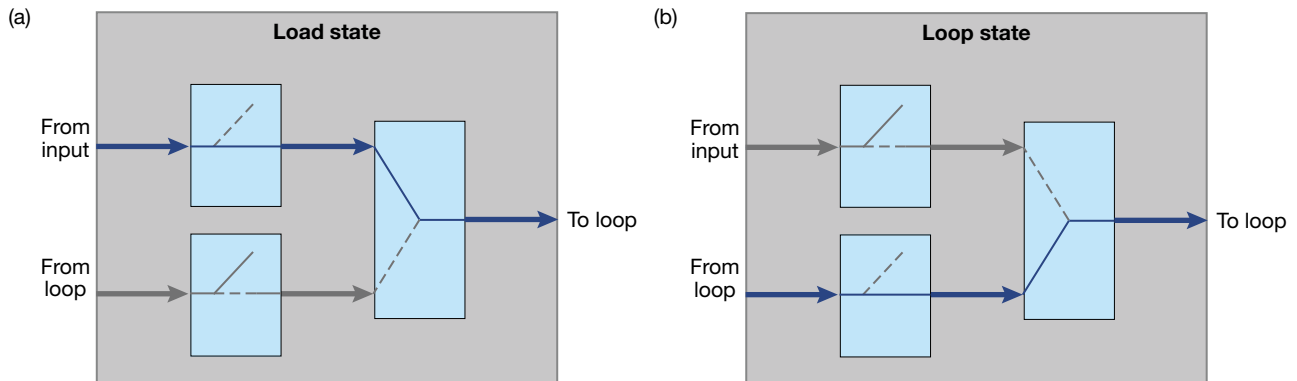 (a)
Load state
From
input
From
loop
To loop
(b)
Loop state
From
input
From
loop
To loop